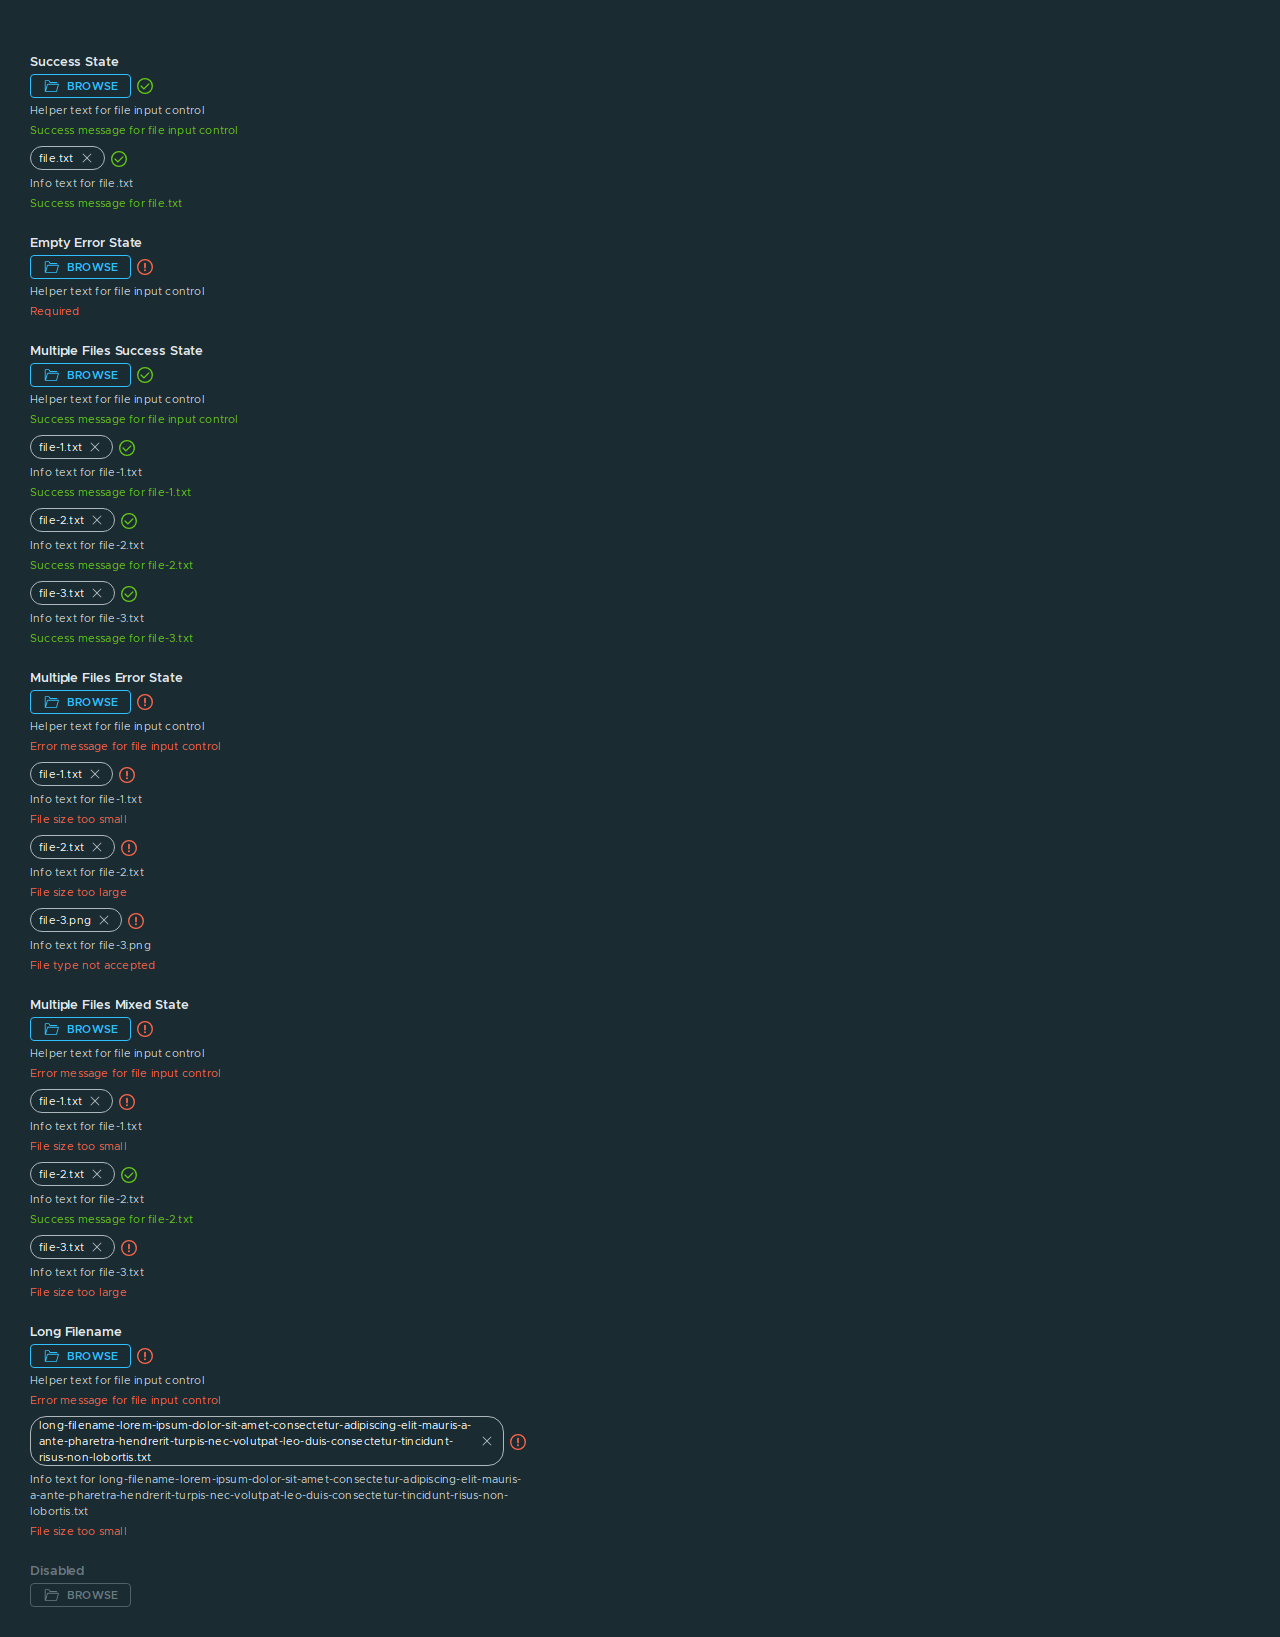 Success State
BROWSE
Helper text for file input control
Success message for file input control
file.txt
Info text for file.txt
Success message for file.txt
Empty Error State
BROWSE
Helper text for file input control
Required
Multiple Files Success State
BROWSE
Helper text for file input control
Success message for file input control
file-1.txt
Info text for file-1.txt
Success message for file-1.txt
file-2.txt
Info text for file-2.txt
Success message for file-2.txt
file-3.txt
Info text for file-3.txt
Success message for file-3.txt
Multiple Files Error State
BROWSE
Helper text for file input control
Error message for file input control
file-1.txt
Info text for file-1.txt
File size too small
file-2.txt
Info text for file-2.txt
File size too large
file-3.png
Info text for file-3.png
File type not accepted
Multiple Files Mixed State
BROWSE
Helper text for file input control
Error message for file input control
file-1.txt
Info text for file-1.txt
File size too small
file-2.txt
Info text for file-2.txt
Success message for file-2.txt
file-3.txt
Info text for file-3.txt
File size too large
Long Filename
BROWSE
Helper text for file input control
Error message for file input control
long-filename-lorem-ipsum-dolor-sit-amet-consectetur-adipiscing-elit-mauris-a-
ante-pharetra-hendrerit-turpis-nec-volutpat-leo-duis-consectetur-tincidunt-
risus-non-lobortis.txt
Info text for long-filename-lorem-ipsum-dolor-sit-amet-consectetur-adipiscing-elit-mauris-
a-ante-pharetra-hendrerit-turpis-nec-volutpat-leo-duis-consectetur-tincidunt-risus-non-
lobortis.txt
File size too small
Disabled
BROWSE